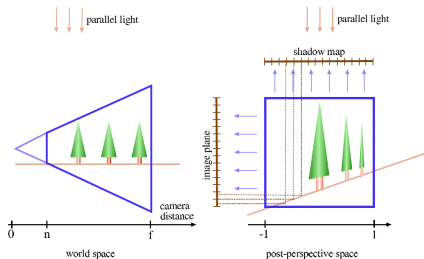 parallel light
parallel light
shadow map
image plane
camera
distance
0
n
f
-1
1
world space
post-perspective space